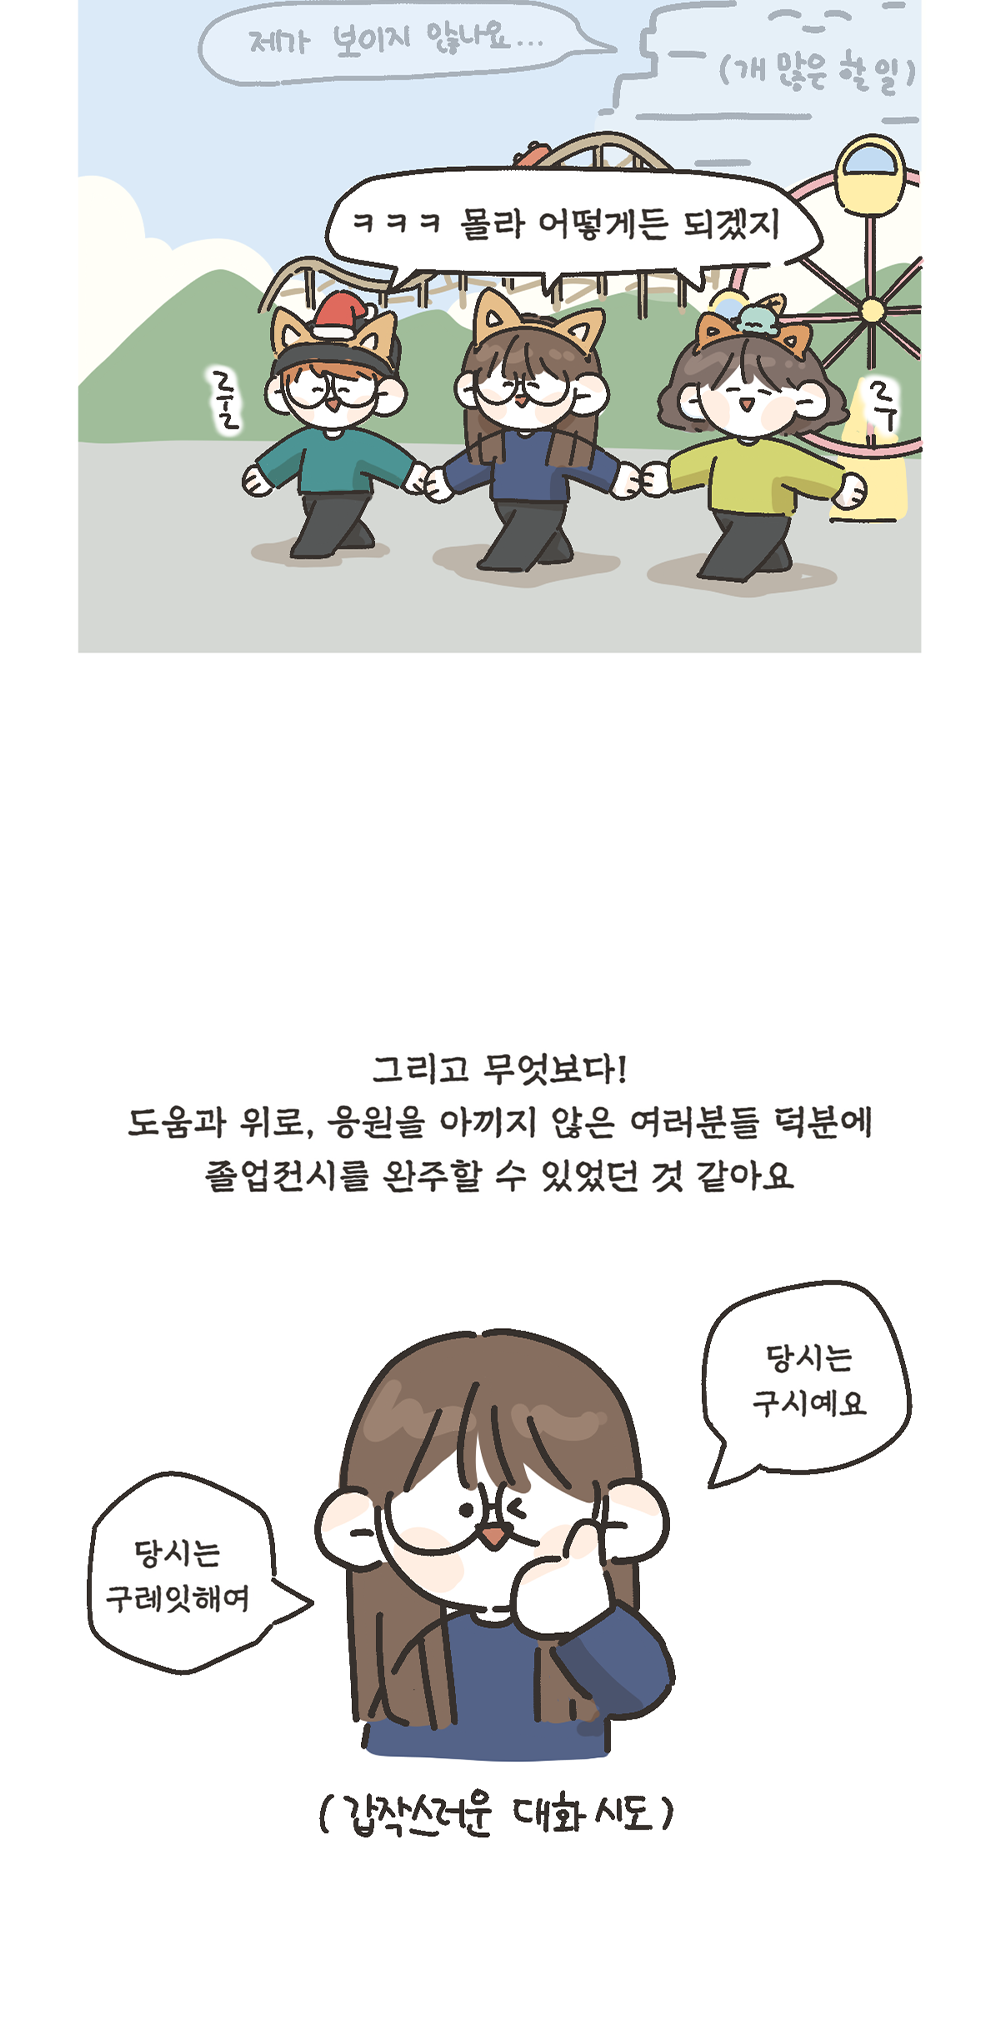 제가 보이지 않나요...
(개 많은 할 일)
ㅋㅋㅋ 몰라 어떻게든 되겠지
룰
루
그리고 무엇보다!
도움과 위로, 응원을 아끼지 않은 여러분들 덕분에
졸업전시를 완주할 수 있었던 것 같아요
당시는
구시예요
당시는
구레잇해여
(갑작스러운 대화 시도)